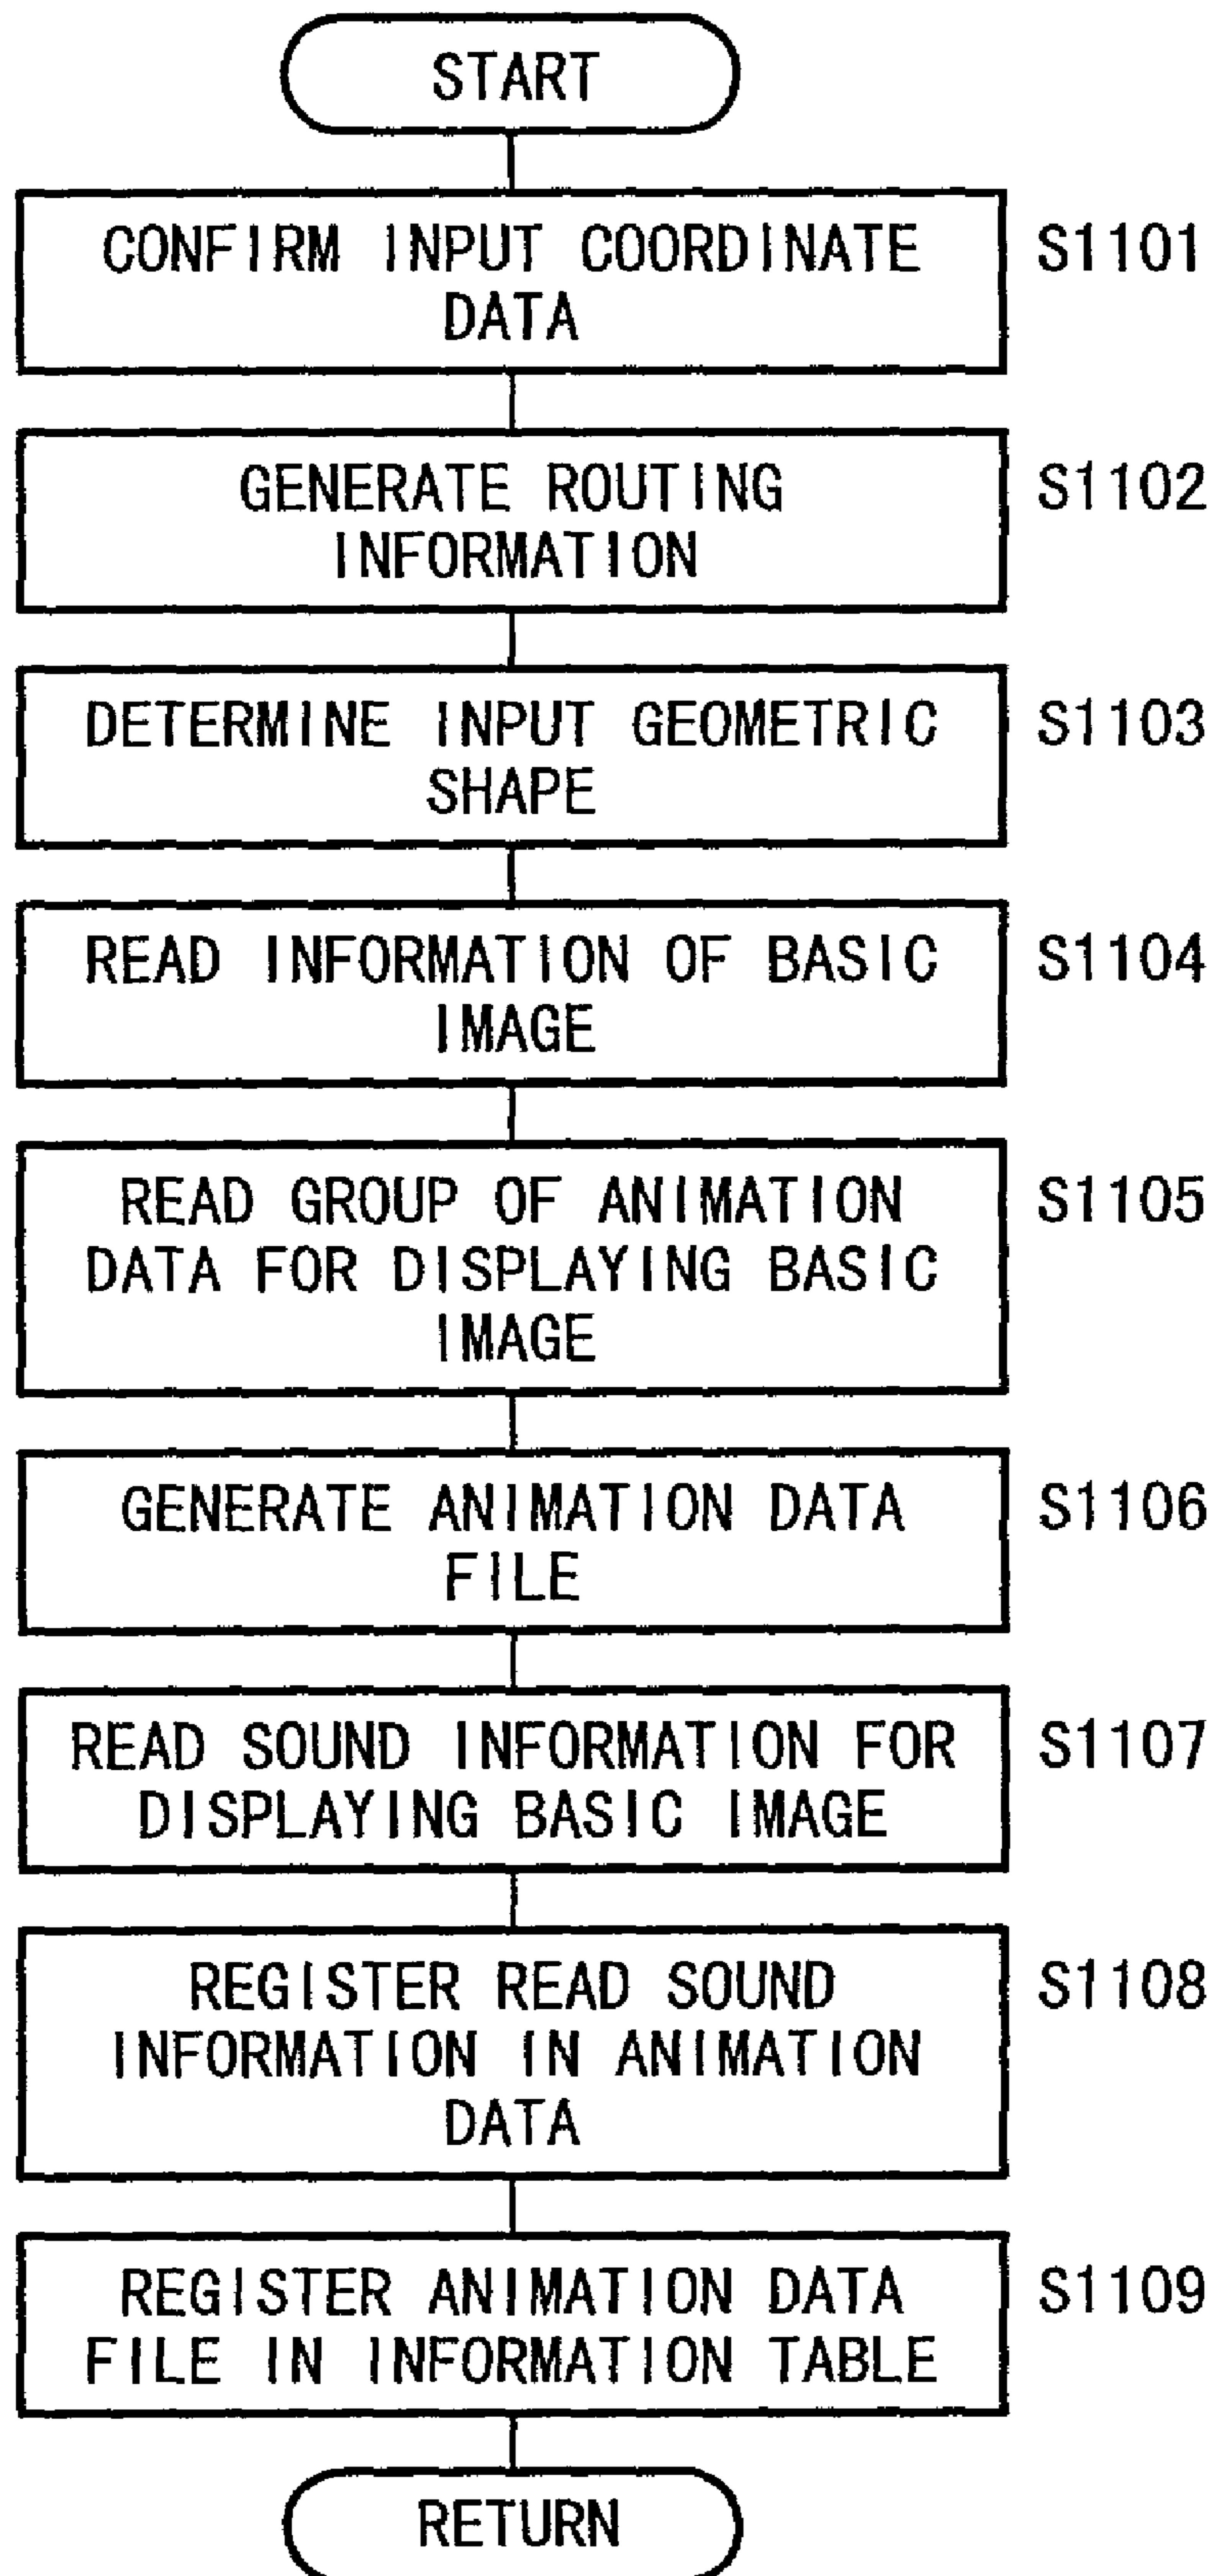 START
CONFIRM INPUT COORDINATE
DATA
S1101
GENERATE ROUTING
INFORMATION
S1102
DETERMINE INPUT GEOMETRIC
SHAPE
S1103
READ INFORMATION OF BASIC
IMAGE
S1104
READ GROUP OF ANIMATION
DATA FOR DISPLAYING BASIC
IMAGE
S1105
GENERATE ANIMATION DATA
FILE
S1106
READ SOUND INFORMATION FOR
DISPLAYING BASIC IMAGE
S1107
REGISTER READ SOUND
INFORMATION IN ANIMATION
DATA
S1108
REGISTER ANIMATION DATA
FILE IN INFORMATION TABLE
S1109
RETURN